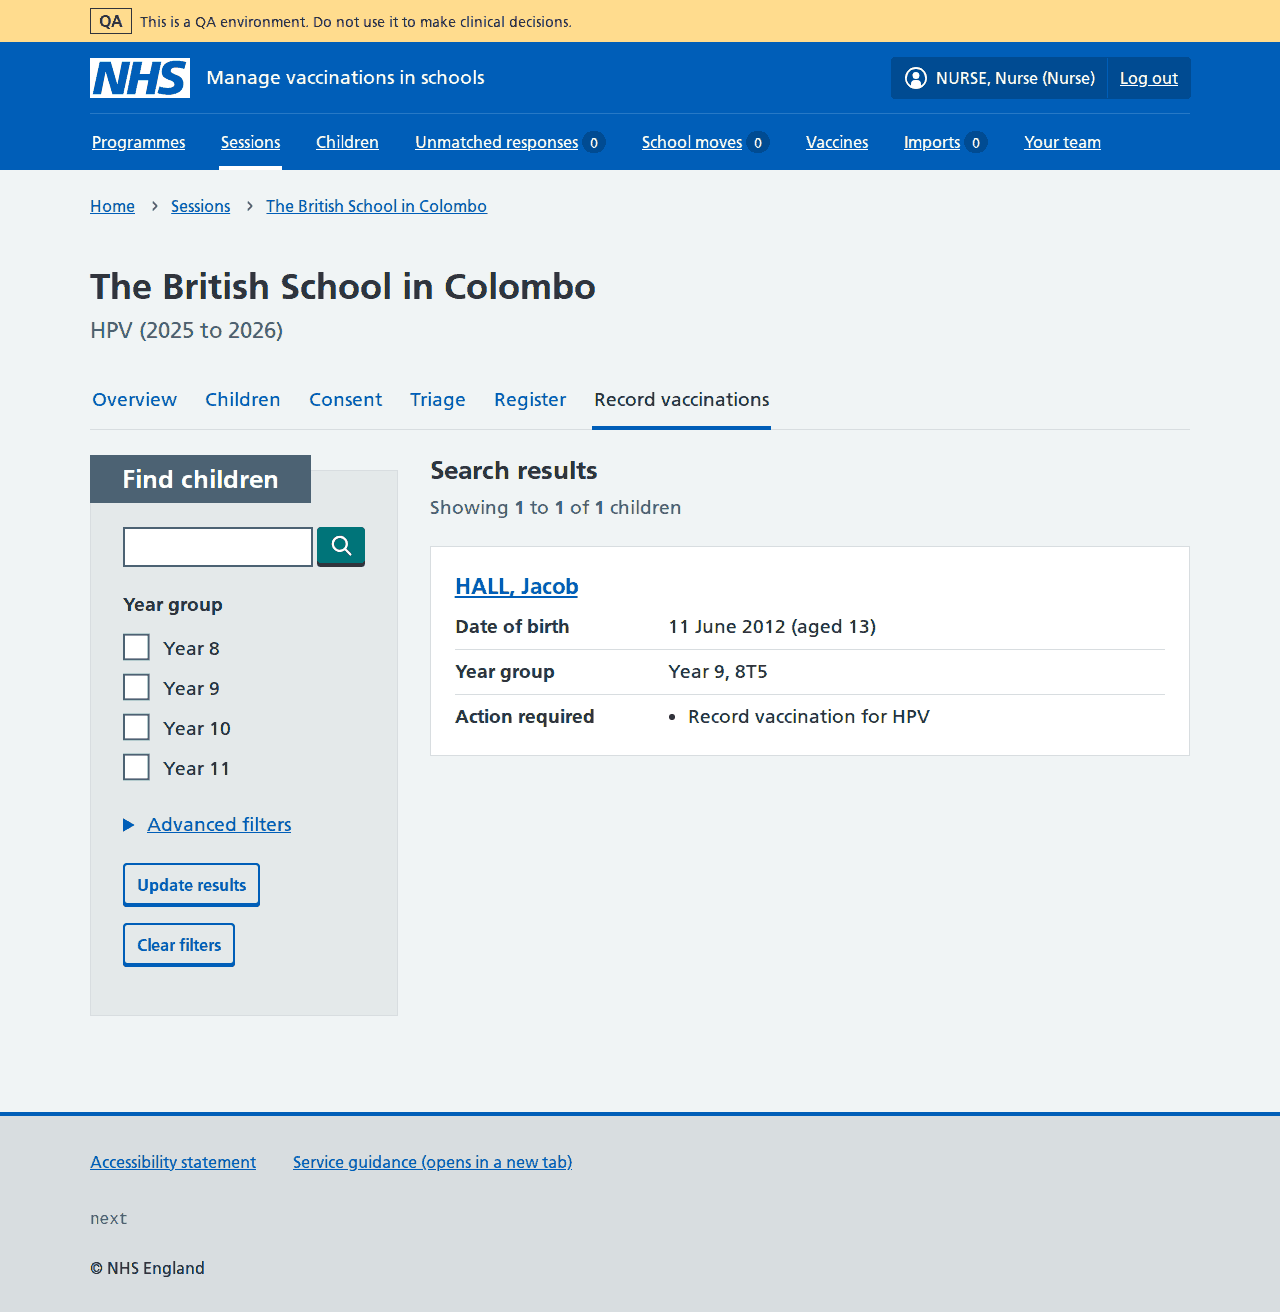 QA This is a QA environment. Do not use it to make clinical decisions.
NHS Manage vaccinations in schools NURSE, Nurse (Nurse) Log out
Programmes Sessions Children Unmatched responses 0 School moves 0 Vaccines Imports 0 Your team
Home Sessions The British School in Colombo
The British School in Colombo
HPV (2025 to 2026)
Overview Children Consent Triage Register Record vaccinations
Find children
Year group
Year 8
Year 9
Year 10
Year 11
Advanced filters
Update results
Clear filters
Search results
Showing 1 to 1 of 1 children
HALL, Jacob
Date of birth 11 June 2012 (aged 13)
Year group Year 9, 8T5
Action required • Record vaccination for HPV
Accessibility statement Service guidance (opens in a new tab)
next
© NHS England